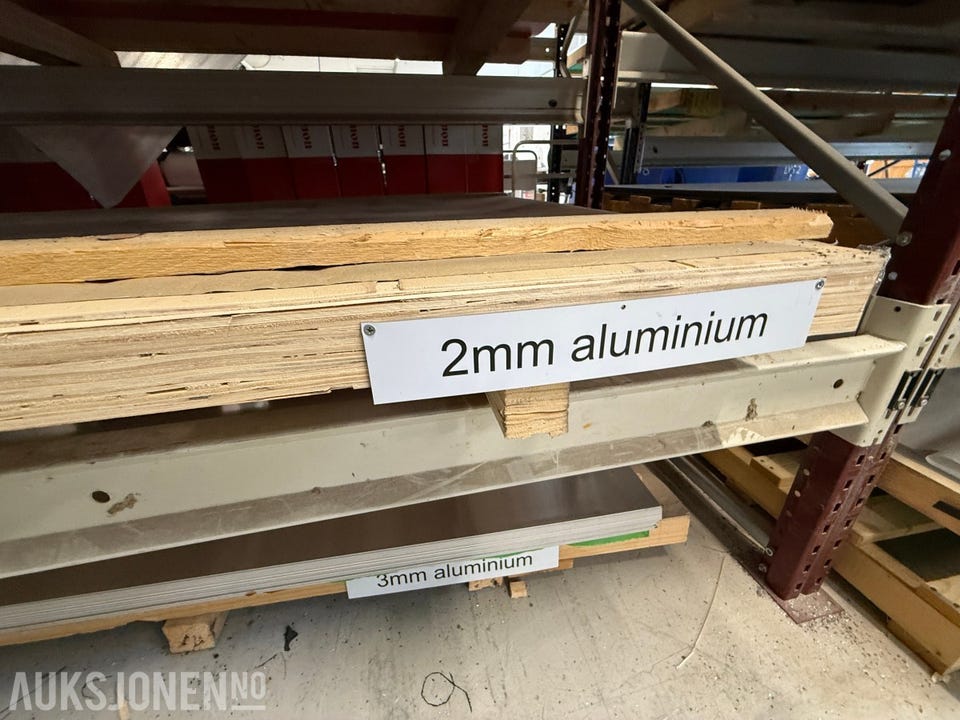 2mm aluminium
3mm aluminium
AUKSJONEN NO